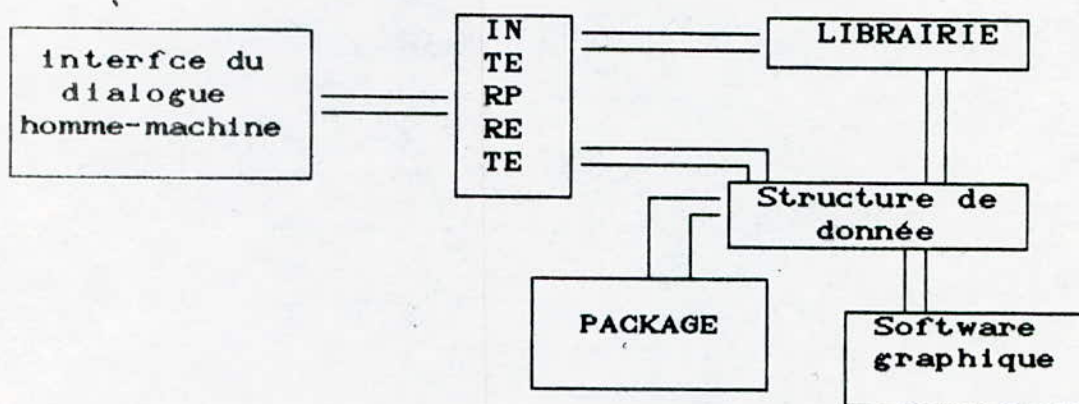 interfce du
dialogue
homme-machine
IN
TE
RP
RE
TE
LIBRAIRIE
Structure de
donnée
PACKAGE
Software
graphique